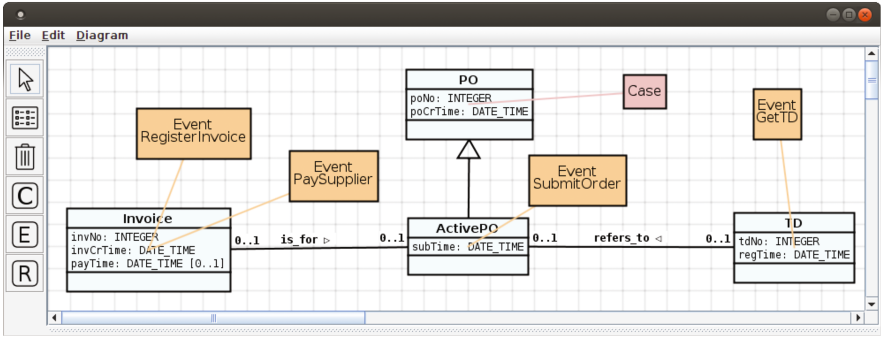 File Edit Diagram
PO
poNo: INTEGER
poCrTime: DATE_TIME
Case
Event
GetTD
Event
RegisterInvoice
Event
PaySupplier
Event
SubmitOrder
Invoice
invNo: INTEGER
invCrTime: DATE_TIME
payTime: DATE_TIME [0..1]
0..1 is_for ▷ 0..1
ActivePO
subTime: DATE_TIME
0..1 refers_to ◁ 0..1
TD
tdNo: INTEGER
regTime: DATE_TIME
C
E
R